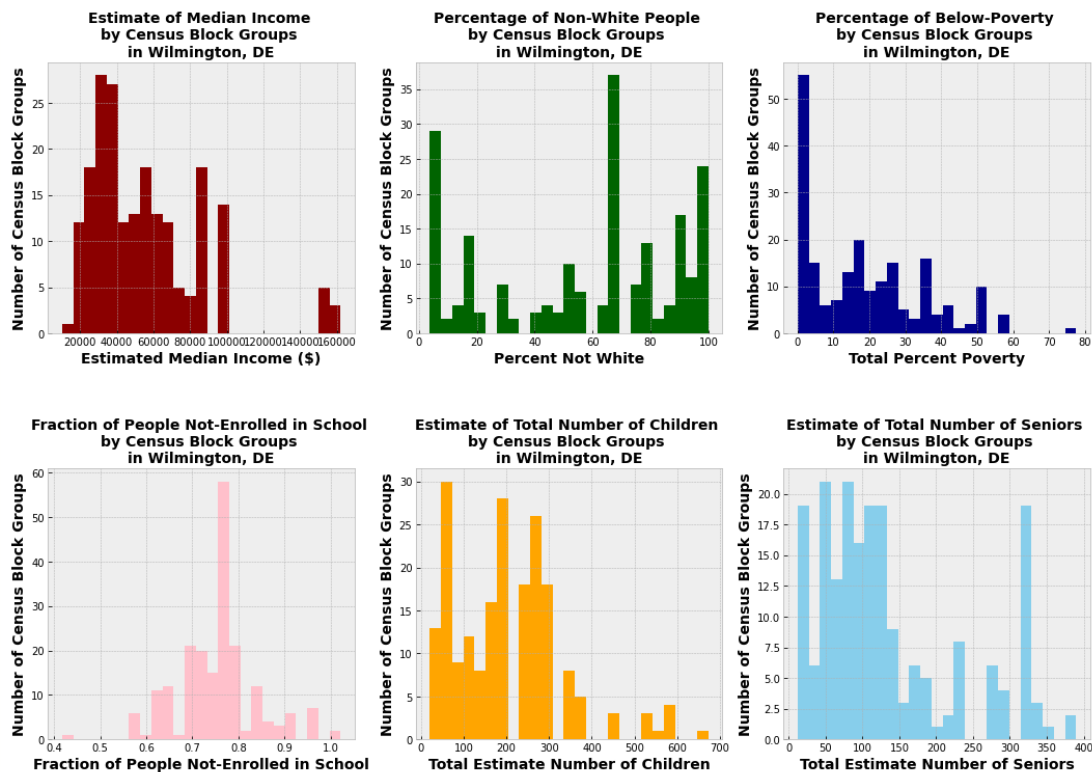 Estimate of Median Income
by Census Block Groups
in Wilmington, DE
Number of Census Block Groups
25
20
15
10
5
0
20000 40000 60000 80000 100000 120000 140000 160000
Estimated Median Income ($)
Percentage of Non-White People
by Census Block Groups
in Wilmington, DE
Number of Census Block Groups
35
30
25
20
15
10
5
0
0 20 40 60 80 100
Percent Not White
Percentage of Below-Poverty
by Census Block Groups
in Wilmington, DE
Number of Census Block Groups
50
40
30
20
10
0
0 10 20 30 40 50 60 70 80
Total Percent Poverty
Fraction of People Not-Enrolled in School
by Census Block Groups
in Wilmington, DE
Number of Census Block Groups
60
50
40
30
20
10
0
0.4 0.5 0.6 0.7 0.8 0.9 1.0
Fraction of People Not-Enrolled in School
Estimate of Total Number of Children
by Census Block Groups
in Wilmington, DE
Number of Census Block Groups
30
25
20
15
10
5
0
0 100 200 300 400 500 600 700
Total Estimate Number of Children
Estimate of Total Number of Seniors
by Census Block Groups
in Wilmington, DE
Number of Census Block Groups
20.0
17.5
15.0
12.5
10.0
7.5
5.0
2.5
0.0
0 50 100 150 200 250 300 350 400
Total Estimate Number of Seniors